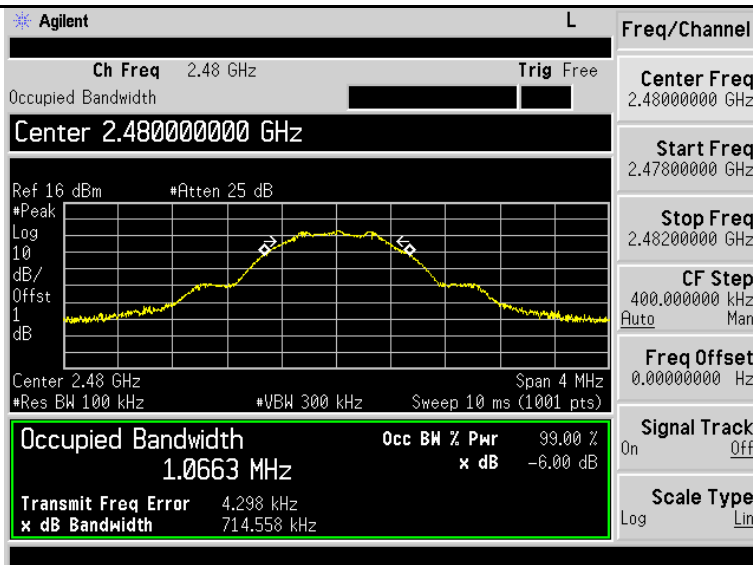 Agilent
L
Freq/Channel
Ch Freq 2.48 GHz Trig Free
Occupied Bandwidth
Center 2.480000000 GHz
Ref 16 dBm #Atten 25 dB
#Peak
Log
10
dB/
Offst
1
dB
Center 2.48 GHz Span 4 MHz
#Res BW 100 kHz #VBW 300 kHz Sweep 10 ms (1001 pts)
Occupied Bandwidth
1.0663 MHz
Occ BW % Pwr 99.00 %
x dB -6.00 dB
Transmit Freq Error 4.298 kHz
x dB Bandwidth 714.558 kHz
Center Freq
2.48000000 GHz
Start Freq
2.47800000 GHz
Stop Freq
2.48200000 GHz
CF Step
400.000000 kHz
Auto Man
Freq Offset
0.00000000 Hz
Signal Track
On Off
Scale Type
Log Lin